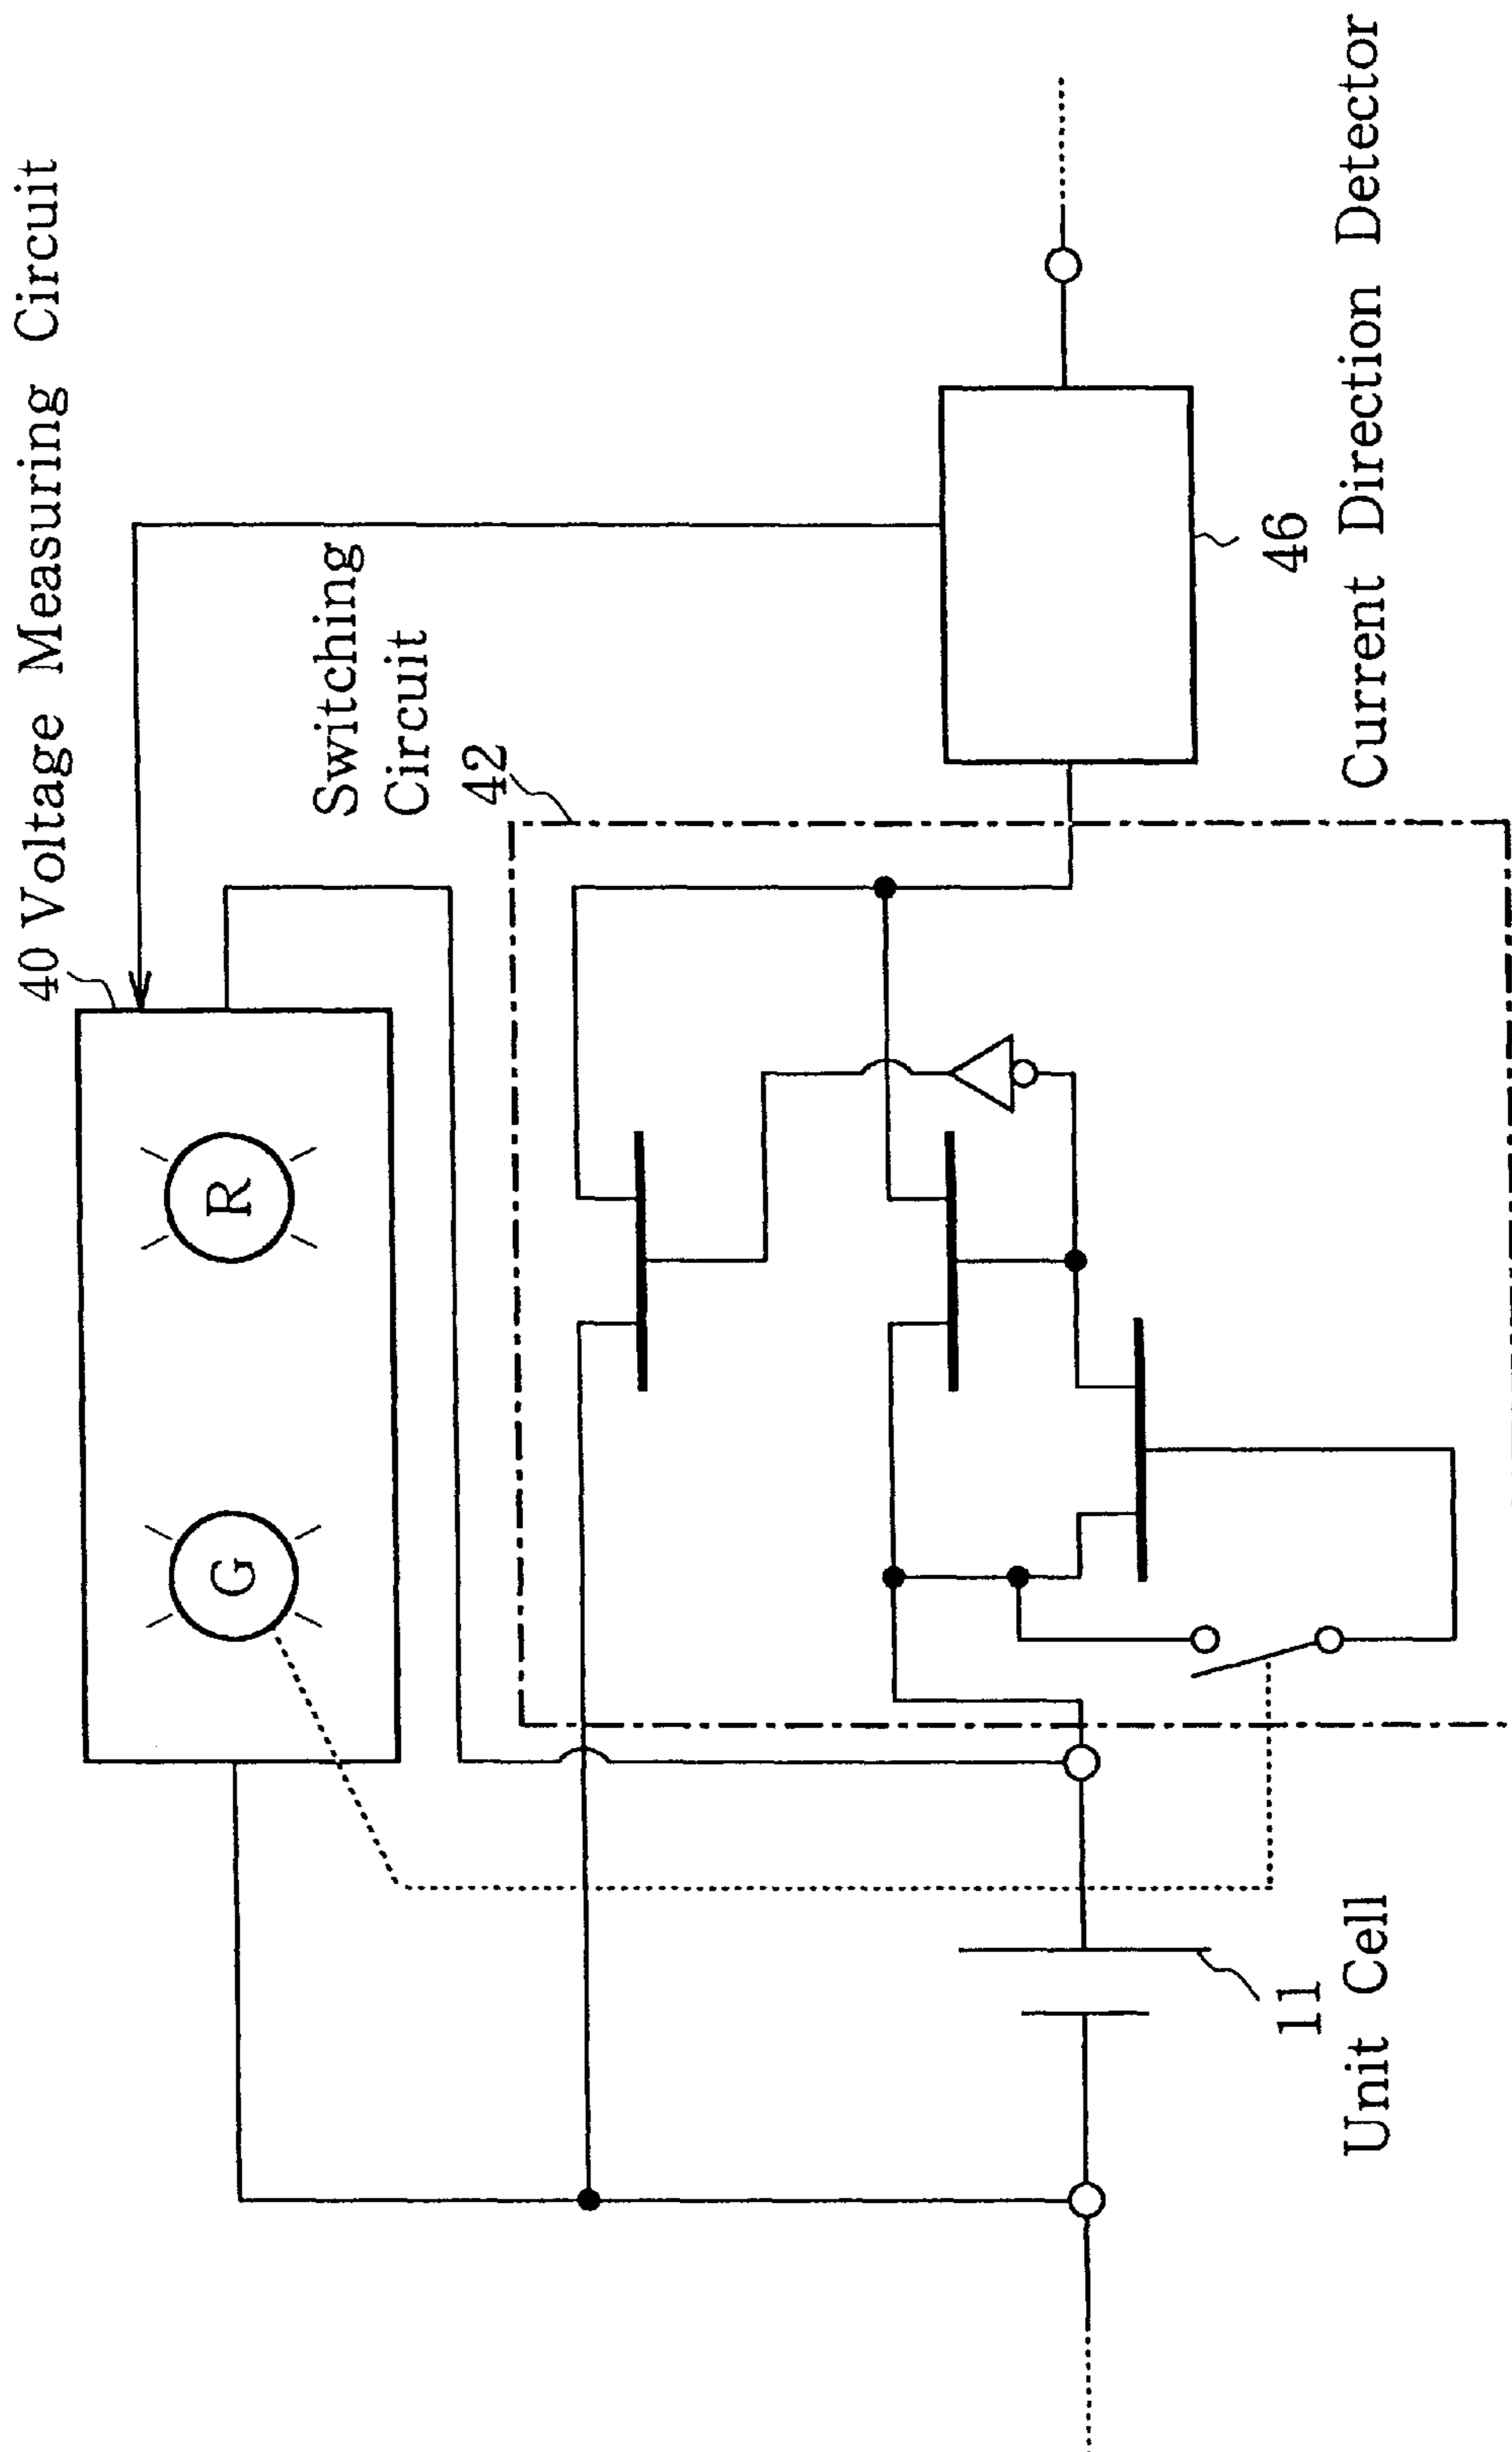 40 Voltage Measuring Circuit
G
R
Switching
Circuit
42
46
Current Direction Detector
11
Unit Cell